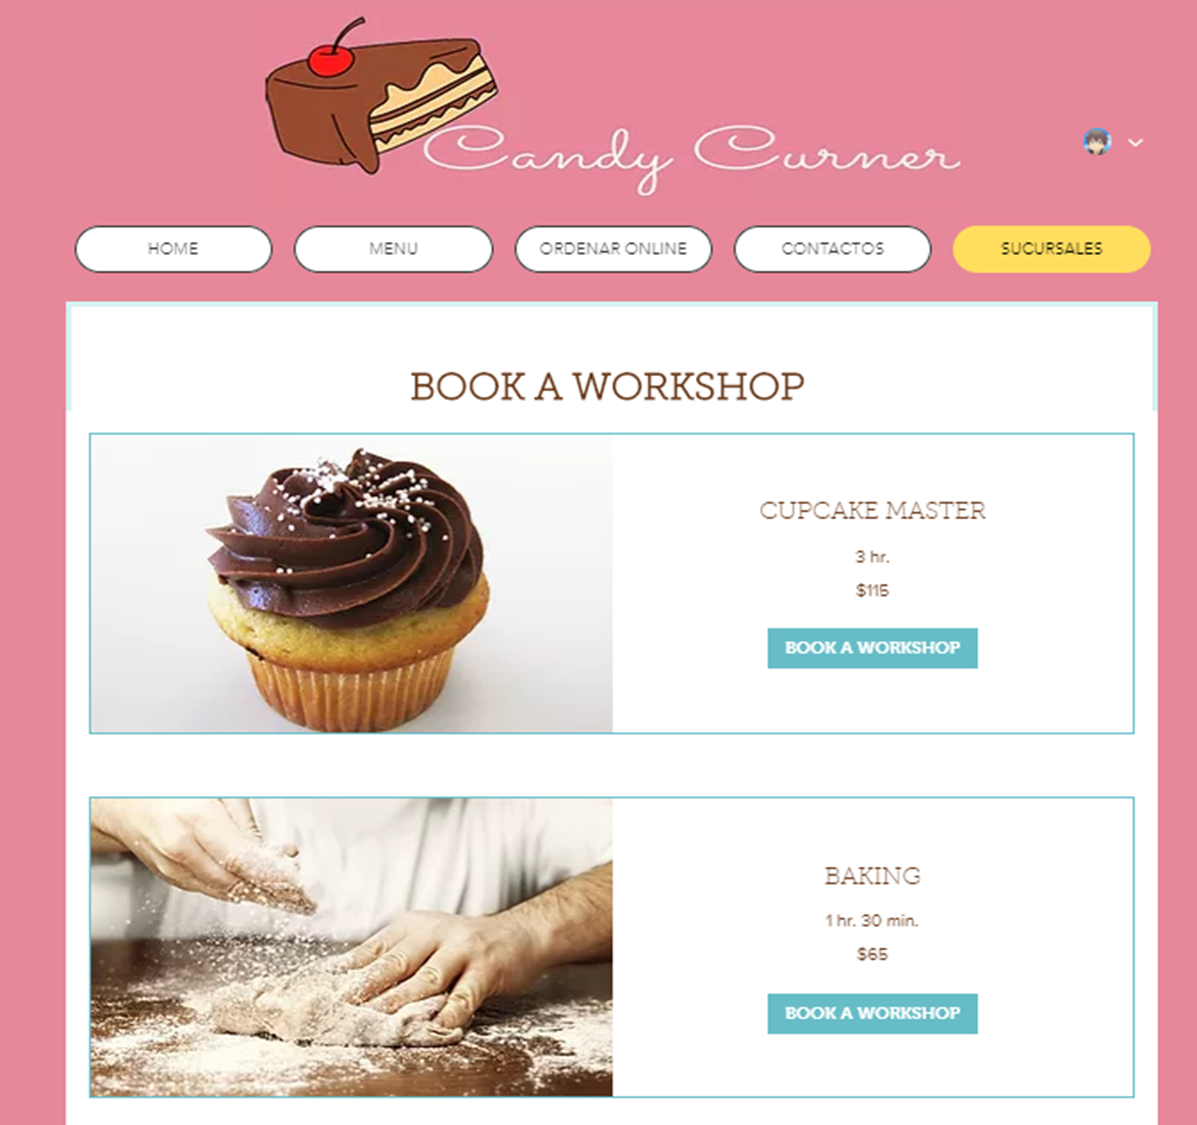 Candy Curner
HOME
MENU
ORDENAR ONLINE
CONTACTOS
SUCURSALES
BOOK A WORKSHOP
CUPCAKE MASTER
3 hr.
$115
BOOK A WORKSHOP
BAKING
1 hr. 30 min.
$65
BOOK A WORKSHOP